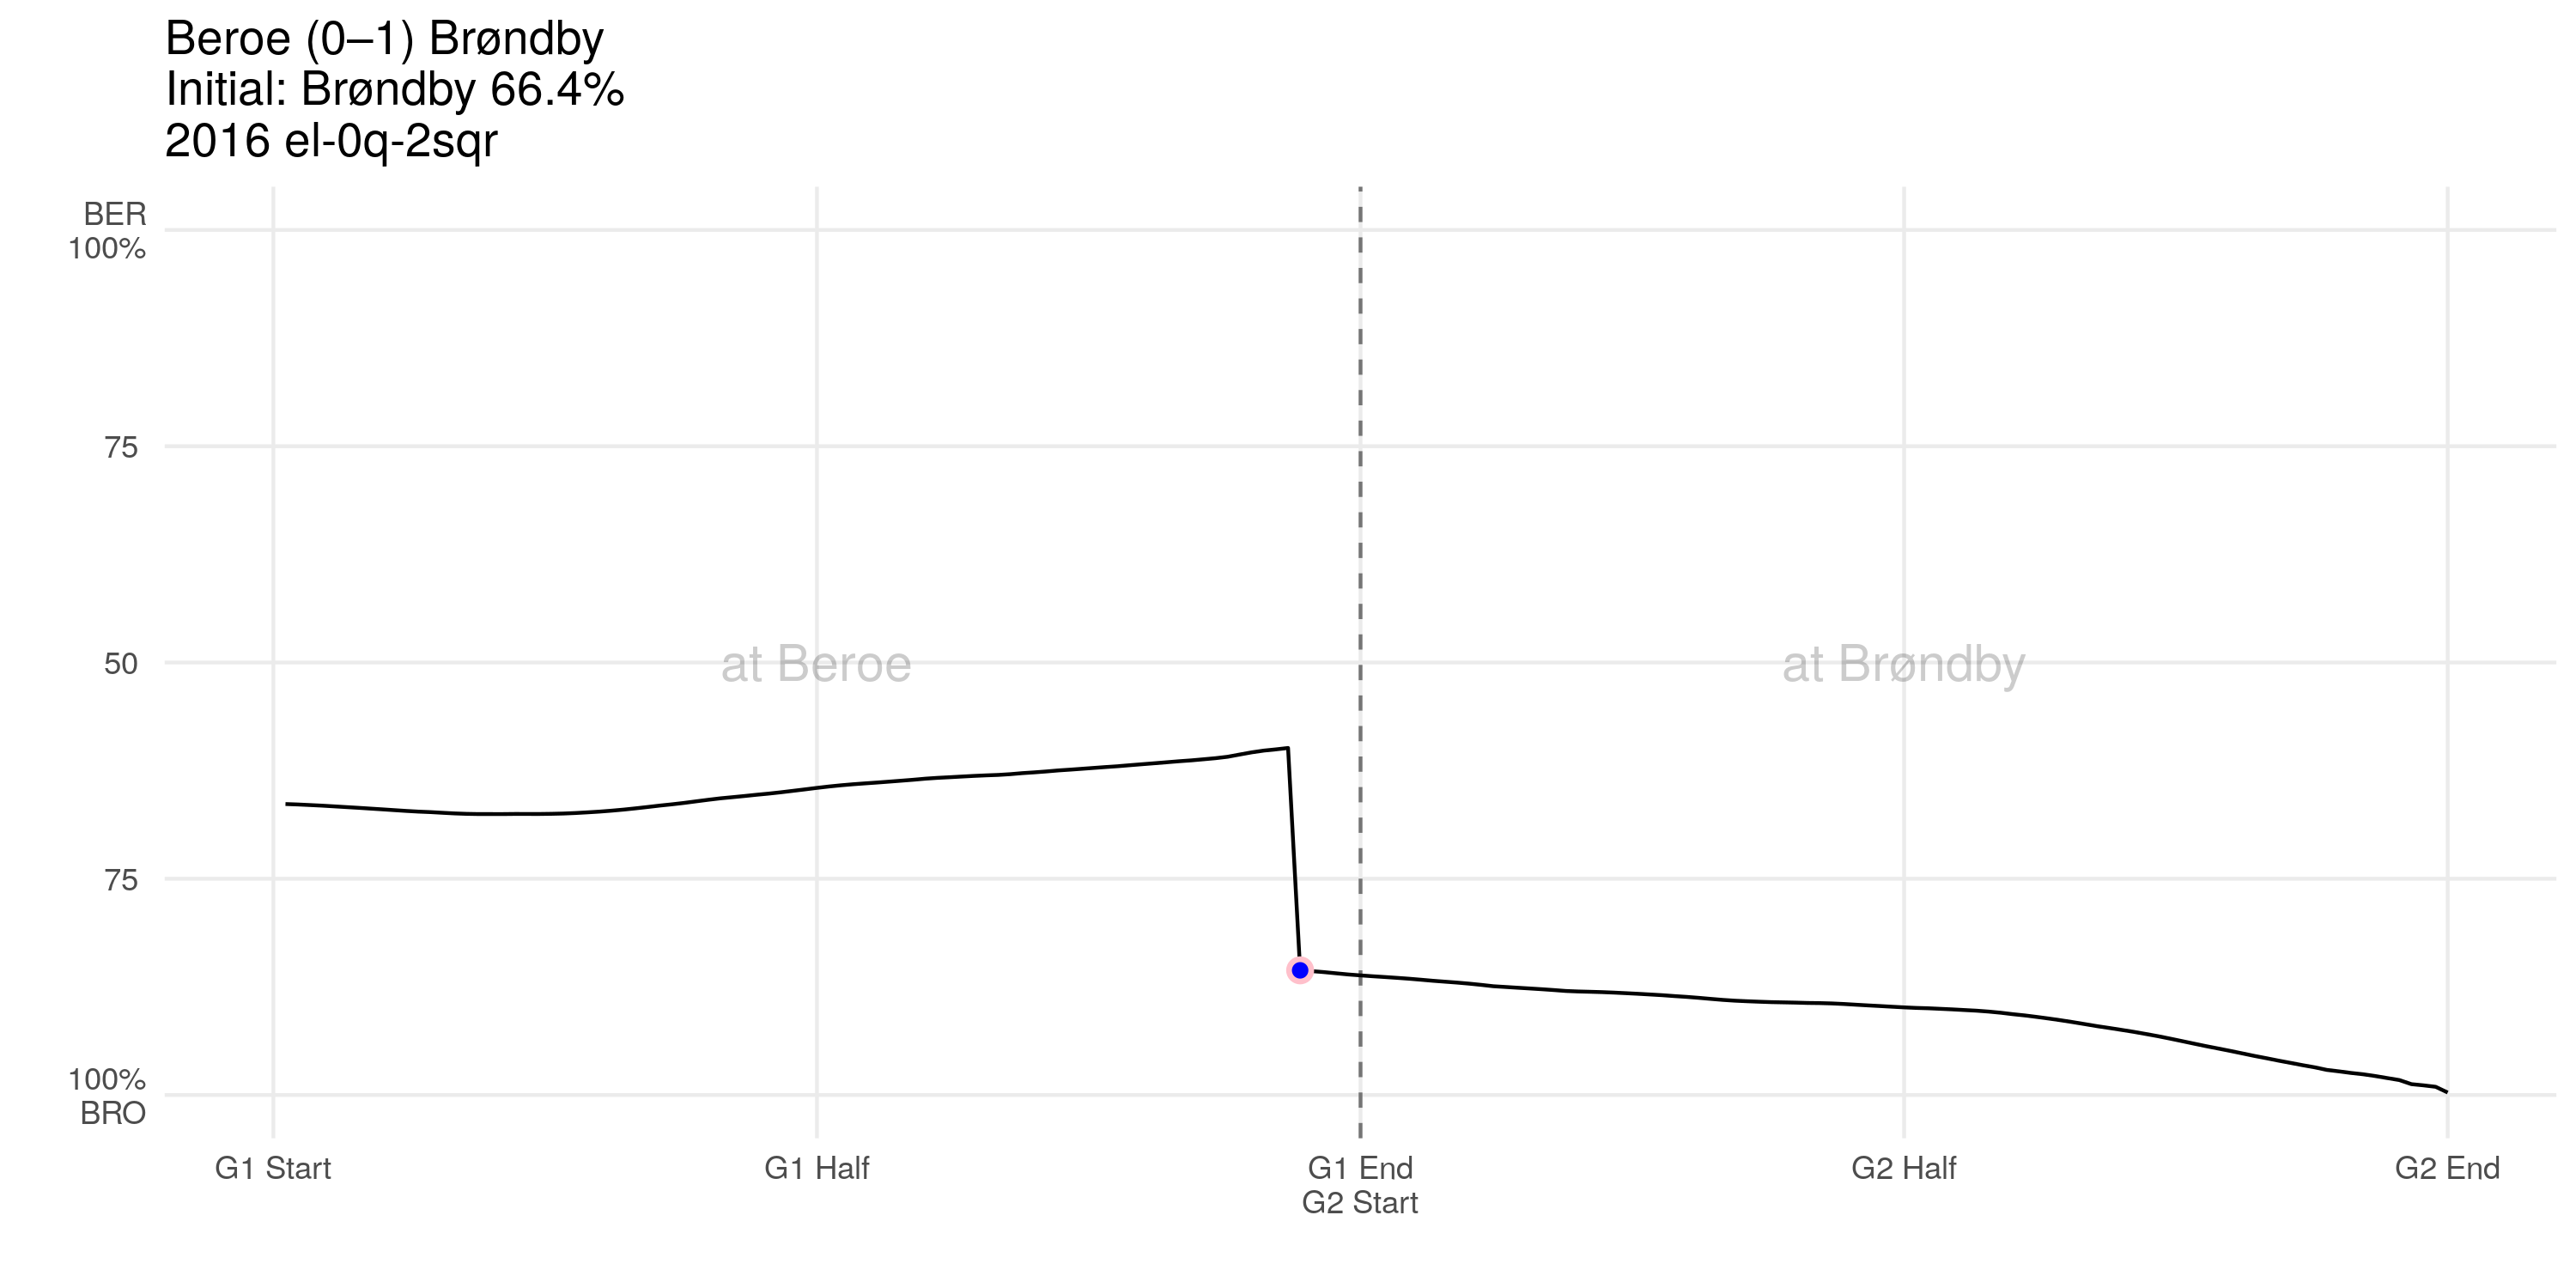 Beroe (0–1) Brøndby
Initial: Brøndby 66.4%
2016 el-0q-2sqr
BER
100%
75
50
75
100%
BRO
at Beroe
at Brøndby
G1 Start
G1 Half
G1 End
G2 Start
G2 Half
G2 End